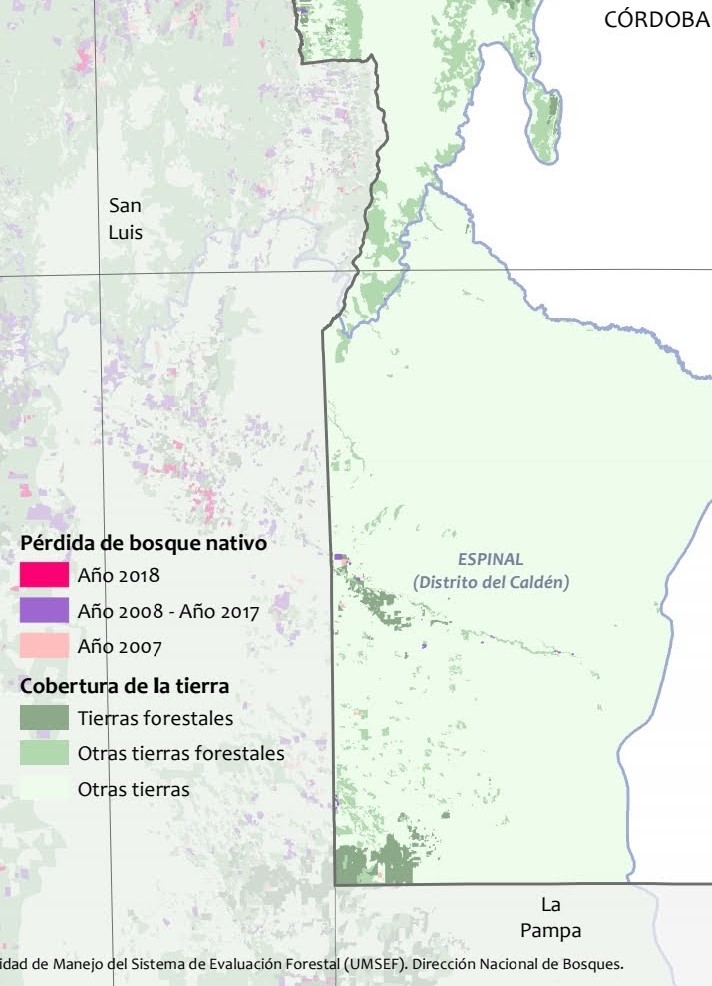 CÓRDOBA
San
Luis
ESPINAL
(Distrito del Caldén)
Pérdida de bosque nativo
Año 2018
Año 2008 - Año 2017
Año 2007
Cobertura de la tierra
Tierras forestales
Otras tierras forestales
Otras tierras
La
Pampa
de Manejo del Sistema de Evaluación Forestal (UMSEF). Dirección Nacional de Bosques.